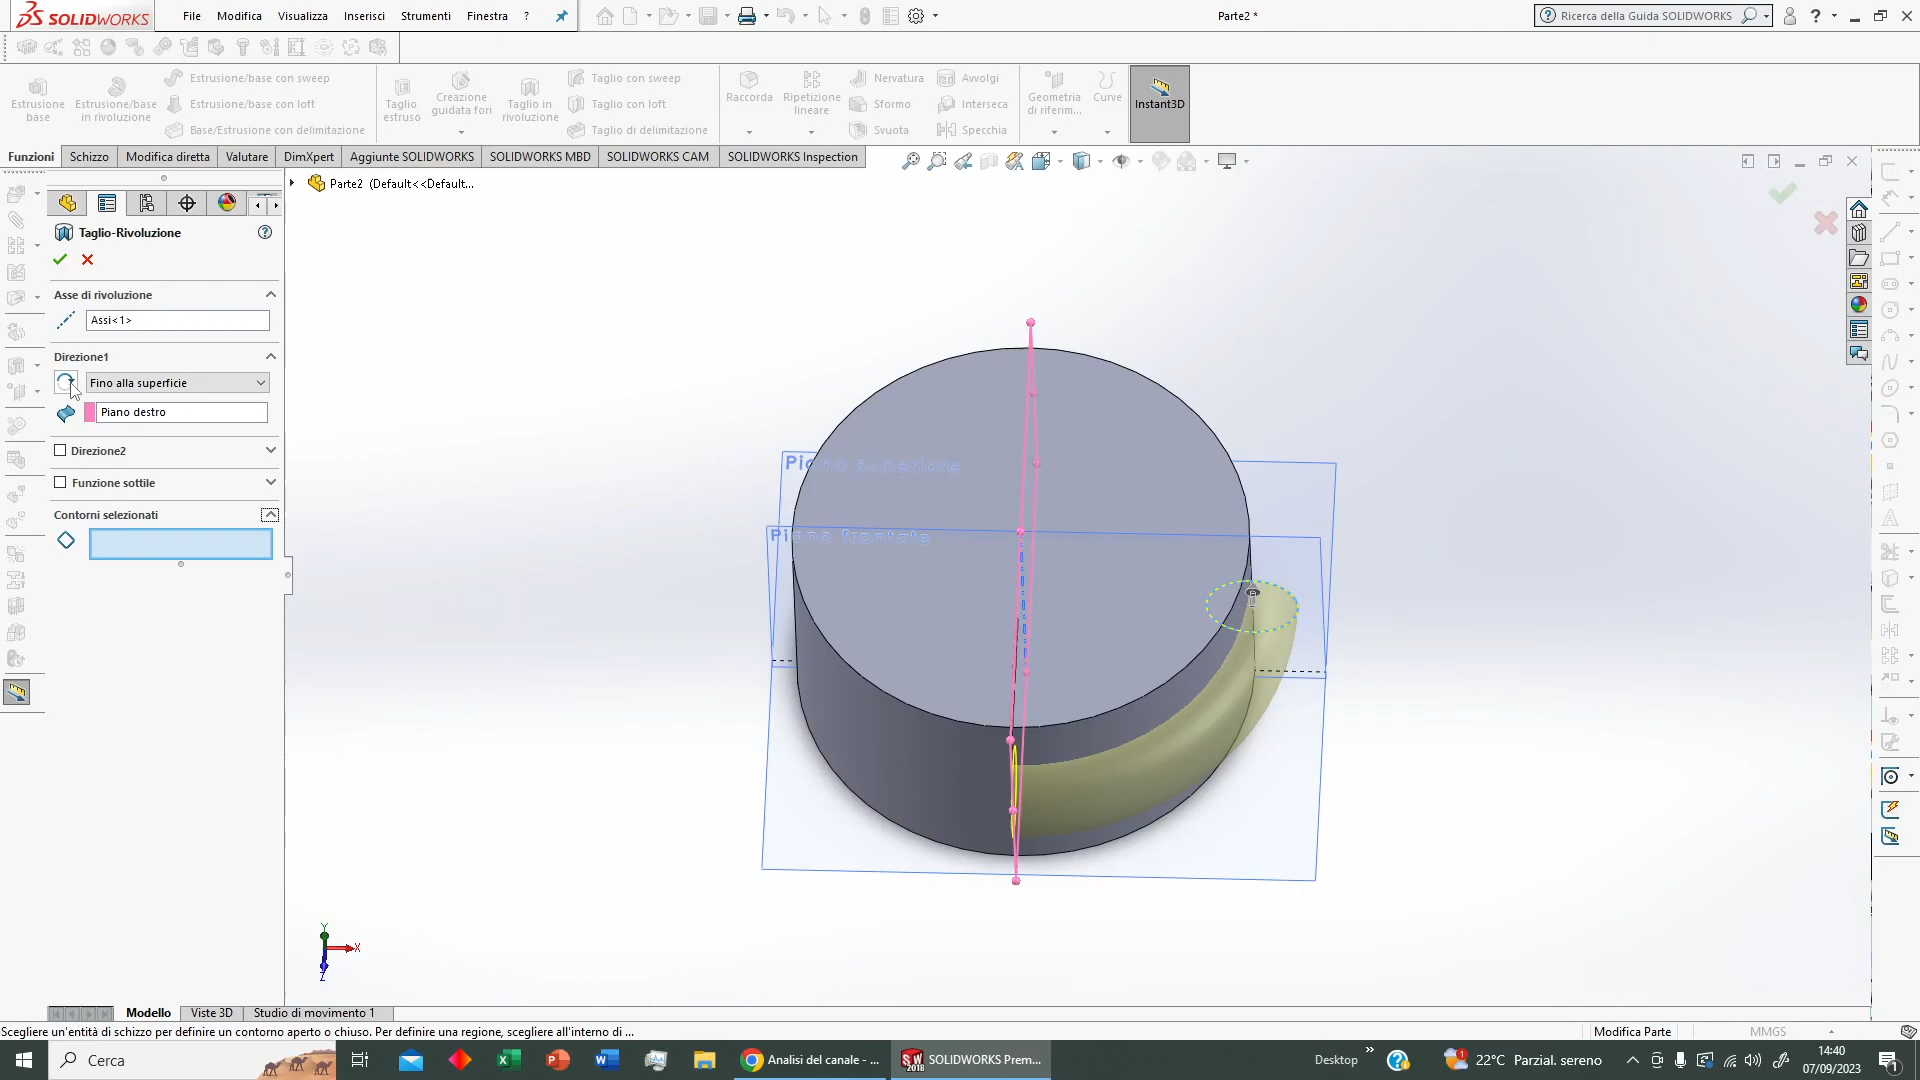 SOLIDWORKS
File
Modifica
Visualizza
Inserisci
Strumenti
Finestra
?
Parte2 *
Ricerca della Guida SOLIDWORKS
?
Estrusione base
Estrusione/base in rivoluzione
Estrusione/base con sweep
Estrusione/base con loft
Base/Estrusione con delimitazione
Taglio estruso
Creazione guidata fori
Taglio in rivoluzione
Taglio con sweep
Taglio con loft
Taglio di delimitazione
Raccorda
Ripetizione lineare
Nervatura
Sformo
Svuota
Avvolgi
Interseca
Specchia
Geometria di riferim...
Curve
Instant3D
Funzioni
Schizzo
Modifica diretta
Valutare
DimXpert
Aggiunte SOLIDWORKS
SOLIDWORKS MBD
SOLIDWORKS CAM
SOLIDWORKS Inspection
Parte2 (Default<<Default...
Taglio-Rivoluzione
Asse di rivoluzione
Assi<1>
Direzione1
Fino alla superficie
Piano destro
Direzione2
Funzione sottile
Contorni selezionati
Piano superiore
Piano frontale
Y
X
Z
Modello
Viste 3D
Studio di movimento 1
Scegliere un'entità di schizzo per definire un contorno aperto o chiuso. Per definire una regione, scegliere all'interno di ...
Modifica Parte
MMGS
Cerca
Analisi del canale - ...
SW
2018
SOLIDWORKS Prem...
Desktop
»
1
22°C Parzial. sereno
14:40
07/09/2023
1